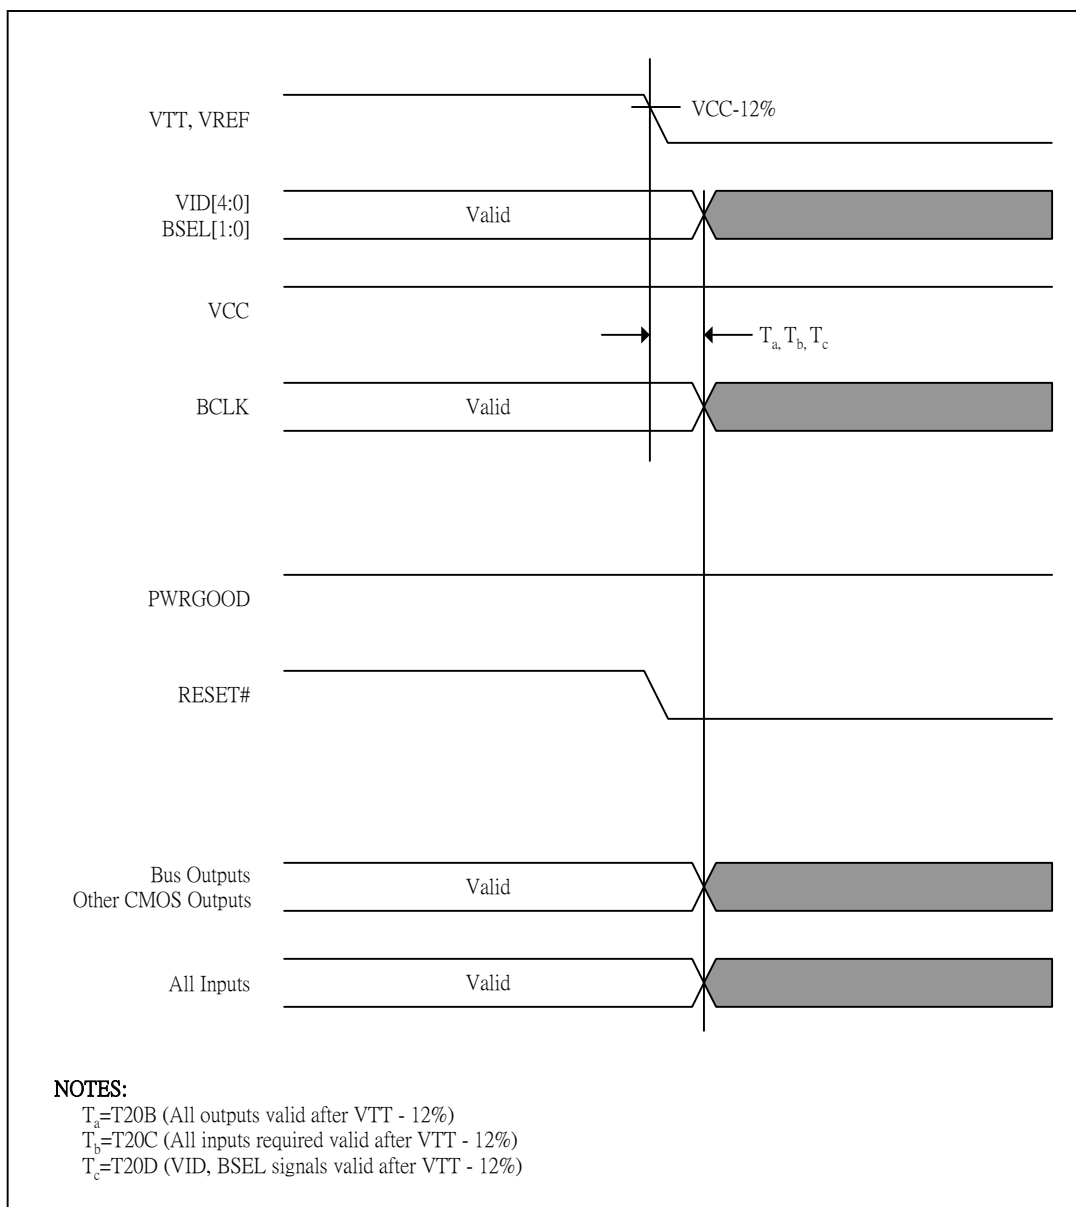 VTT, VREF
VCC-12%
VID[4:0]
BSEL[1:0]
Valid
VCC
Ta, Tb, Tc
BCLK
Valid
PWRGOOD
RESET#
Bus Outputs
Other CMOS Outputs
Valid
All Inputs
Valid
NOTES:
Ta=T20B (All outputs valid after VTT - 12%)
Tb=T20C (All inputs required valid after VTT - 12%)
Tc=T20D (VID, BSEL signals valid after VTT - 12%)